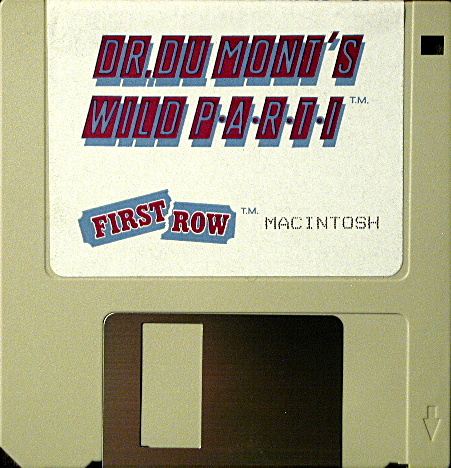 DR. DU MONT'S
WILD P•A•R•T•I T.M.
FIRST ROW T.M. MACINTOSH